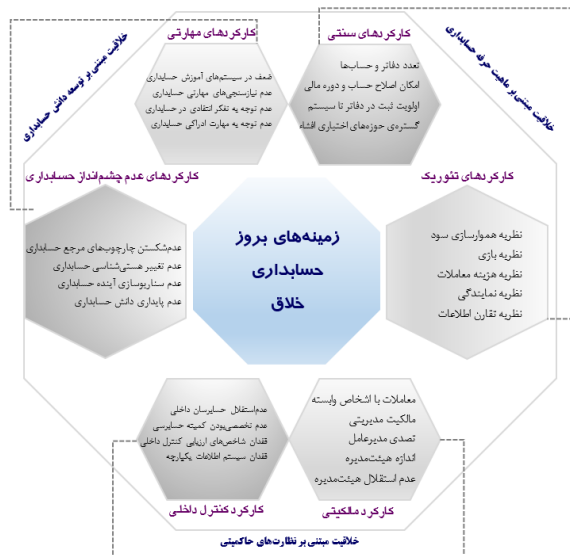 خلاقیت مبتنی بر ماهیت حرفه حسابداری
کارکردهای سنتی
تعدد دفاتر و حساب‌ها
امکان اصلاح حساب و دوره مالی
اولویت ثبت در دفاتر تا سیستم
گستره‌ی حوزه‌های اختیاری افشاء
کارکردهای تئوریک
نظریه هموارسازی سود
نظریه بازی
نظریه هزینه معاملات
نظریه نمایندگی
نظریه تقارن اطلاعات
خلاقیت مبتنی بر توسعه دانش حسابداری
کارکردهای مهارتی
ضعف در سیستم‌های آموزش حسابداری
عدم نیازسنجی‌های مهارتی حسابداری
عدم توجه به تفکر انتقادی در حسابداری
عدم توجه به مهارت ادراکی حسابداری
کارکردهای عدم چشم‌انداز حسابداری
عدم‌شکستن چارچوب‌های مرجع حسابداری
عدم تغییر هستی‌شناسی حسابداری
عدم سناریوسازی آینده حسابداری
عدم پایداری دانش حسابداری
زمینه‌های بروز
حسابداری
خلاق
معاملات با اشخاص وابسته
مالکیت مدیریتی
تصدی مدیرعامل
اندازه هیئت‌مدیره
عدم استقلال هیئت‌مدیره
کارکرد مالکیتی
عدم‌استقلال حسابرسان داخلی
عدم تخصصی‌بودن کمیته حسابرسی
فقدان شاخص‌های ارزیابی کنترل داخلی
فقدان سیستم اطلاعات یکپارچه
کارکرد کنترل داخلی
خلاقیت مبتنی بر نظارت‌های حاکمیتی